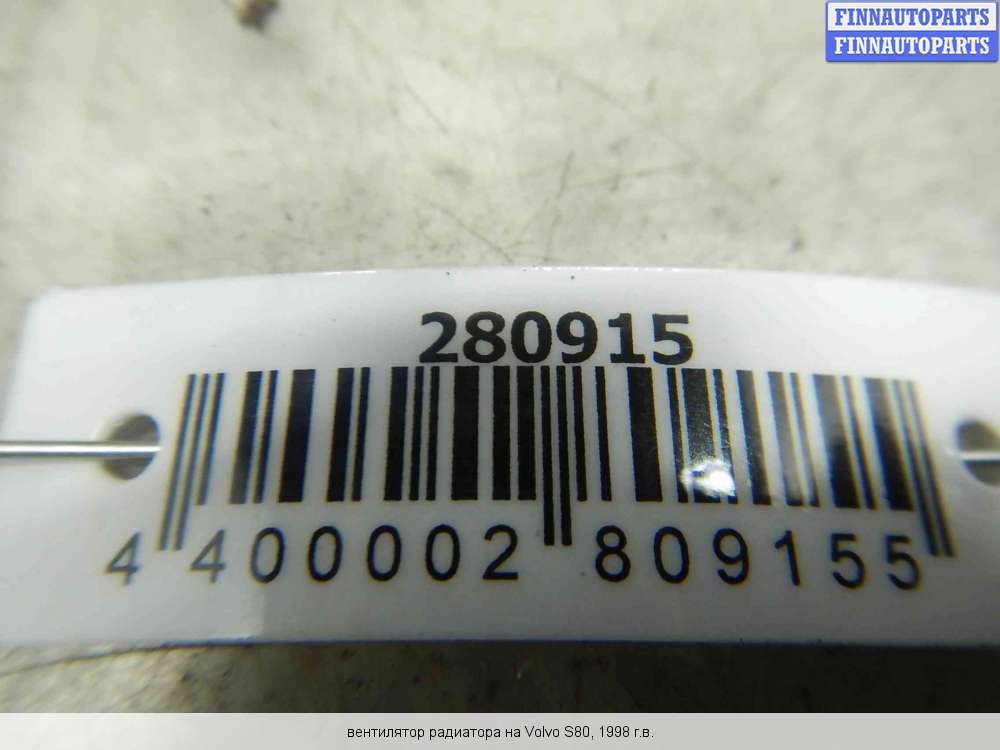 FINNAUTOPARTS
FINNAUTOPARTS
280915
4 400002 809155
вентилятор радиатора на Volvo S80, 1998 г.в.